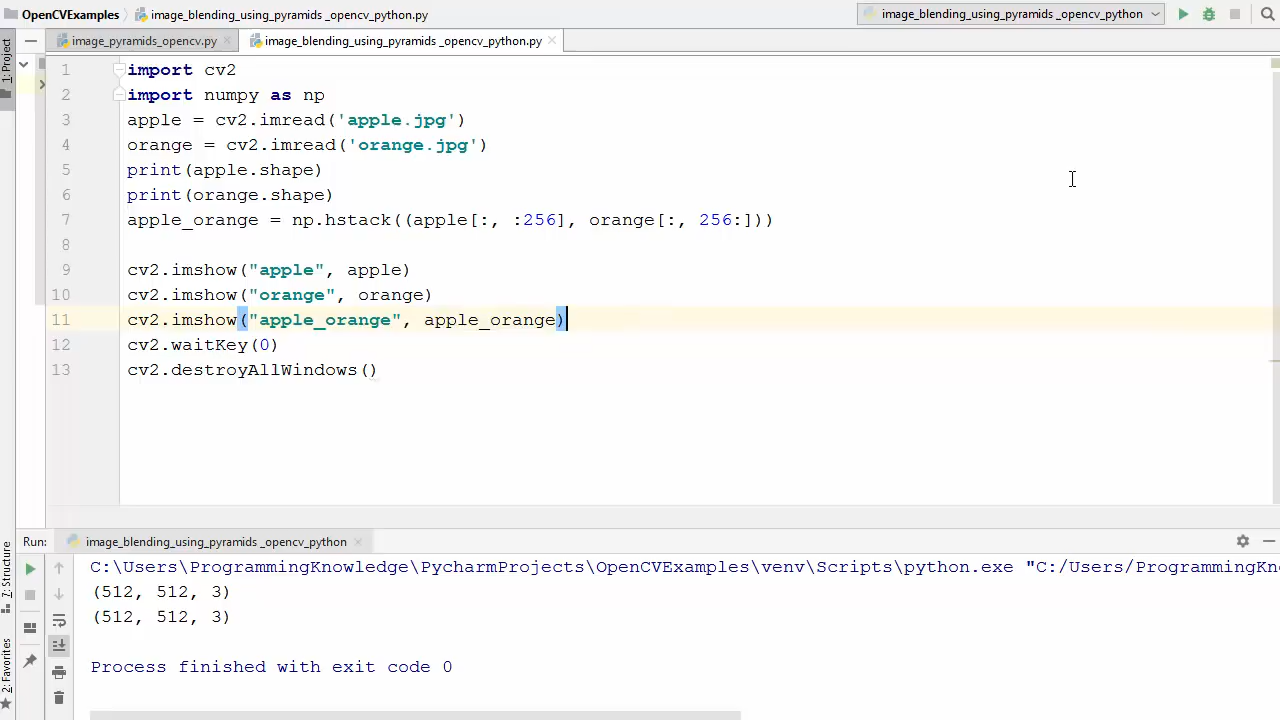 OpenCVExamples
image_blending_using_pyramids _opencv_python.py
image_blending_using_pyramids _opencv_python
image_pyramids_opencv.py
image_blending_using_pyramids _opencv_python.py
1: Project
1 import cv2
2 import numpy as np
3 apple = cv2.imread('apple.jpg')
4 orange = cv2.imread('orange.jpg')
5 print(apple.shape)
6 print(orange.shape)
7 apple_orange = np.hstack((apple[:, :256], orange[:, 256:]))
8
9 cv2.imshow("apple", apple)
10 cv2.imshow("orange", orange)
11 cv2.imshow("apple_orange", apple_orange)
12 cv2.waitKey(0)
13 cv2.destroyAllWindows()
Run: image_blending_using_pyramids _opencv_python
7: Structure
2: Favorites
C:\Users\ProgrammingKnowledge\PycharmProjects\OpenCVExamples\venv\Scripts\python.exe "C:/Users/ProgrammingKno
(512, 512, 3)
(512, 512, 3)
Process finished with exit code 0